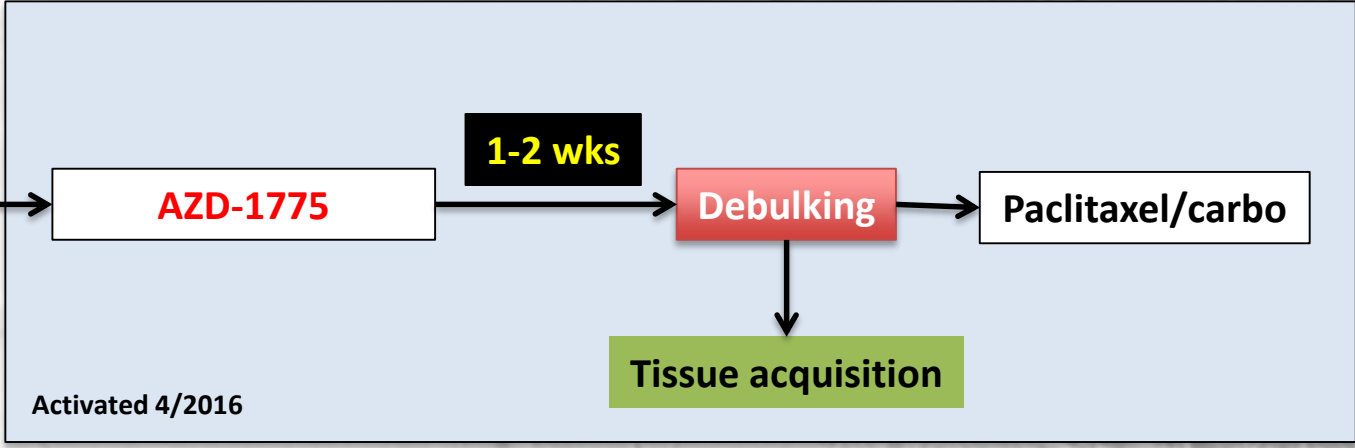 1-2 wks
AZD-1775
Debulking
Paclitaxel/carbo
Tissue acquisition
Activated 4/2016